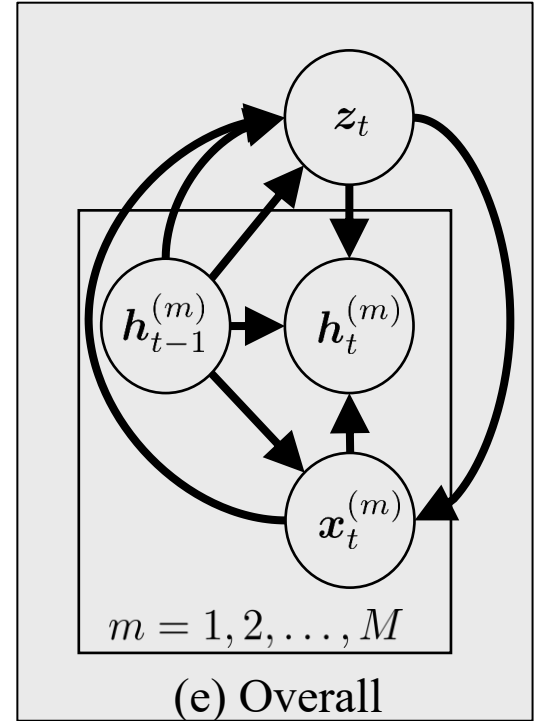 z_t
h_{t-1}^{(m)} h_t^{(m)}
x_t^{(m)}
m = 1, 2, . . . , M
(e) Overall